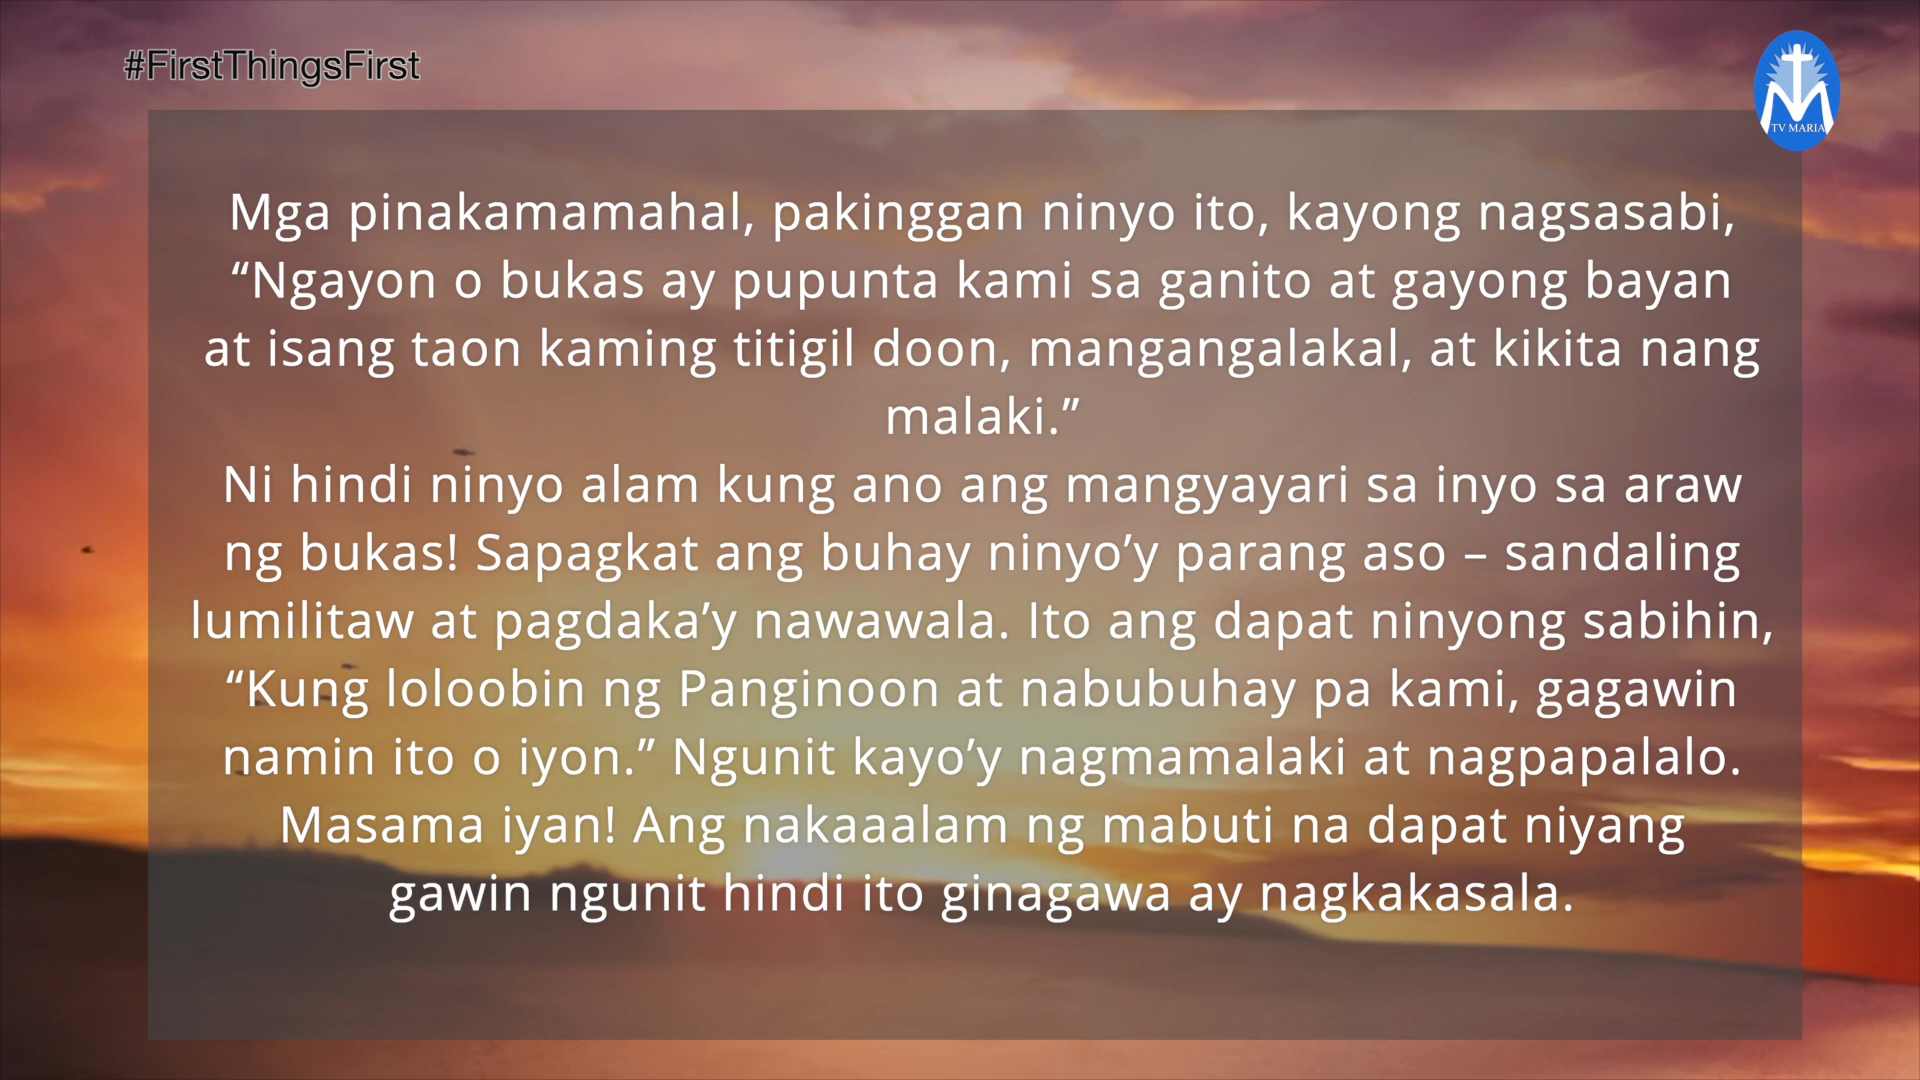 #FirstThingsFirst
TV MARIA
Mga pinakamamahal, pakinggan ninyo ito, kayong nagsasabi,
“Ngayon o bukas ay pupunta kami sa ganito at gayong bayan
at isang taon kaming titigil doon, mangangalakal, at kikita nang
malaki.”
Ni hindi ninyo alam kung ano ang mangyayari sa inyo sa araw
ng bukas! Sapagkat ang buhay ninyo’y parang aso – sandaling
lumilitaw at pagdaka’y nawawala. Ito ang dapat ninyong sabihin,
“Kung loloobin ng Panginoon at nabubuhay pa kami, gagawin
namin ito o iyon.” Ngunit kayo’y nagmamalaki at nagpapalalo.
Masama iyan! Ang nakaaalam ng mabuti na dapat niyang
gawin ngunit hindi ito ginagawa ay nagkakasala.